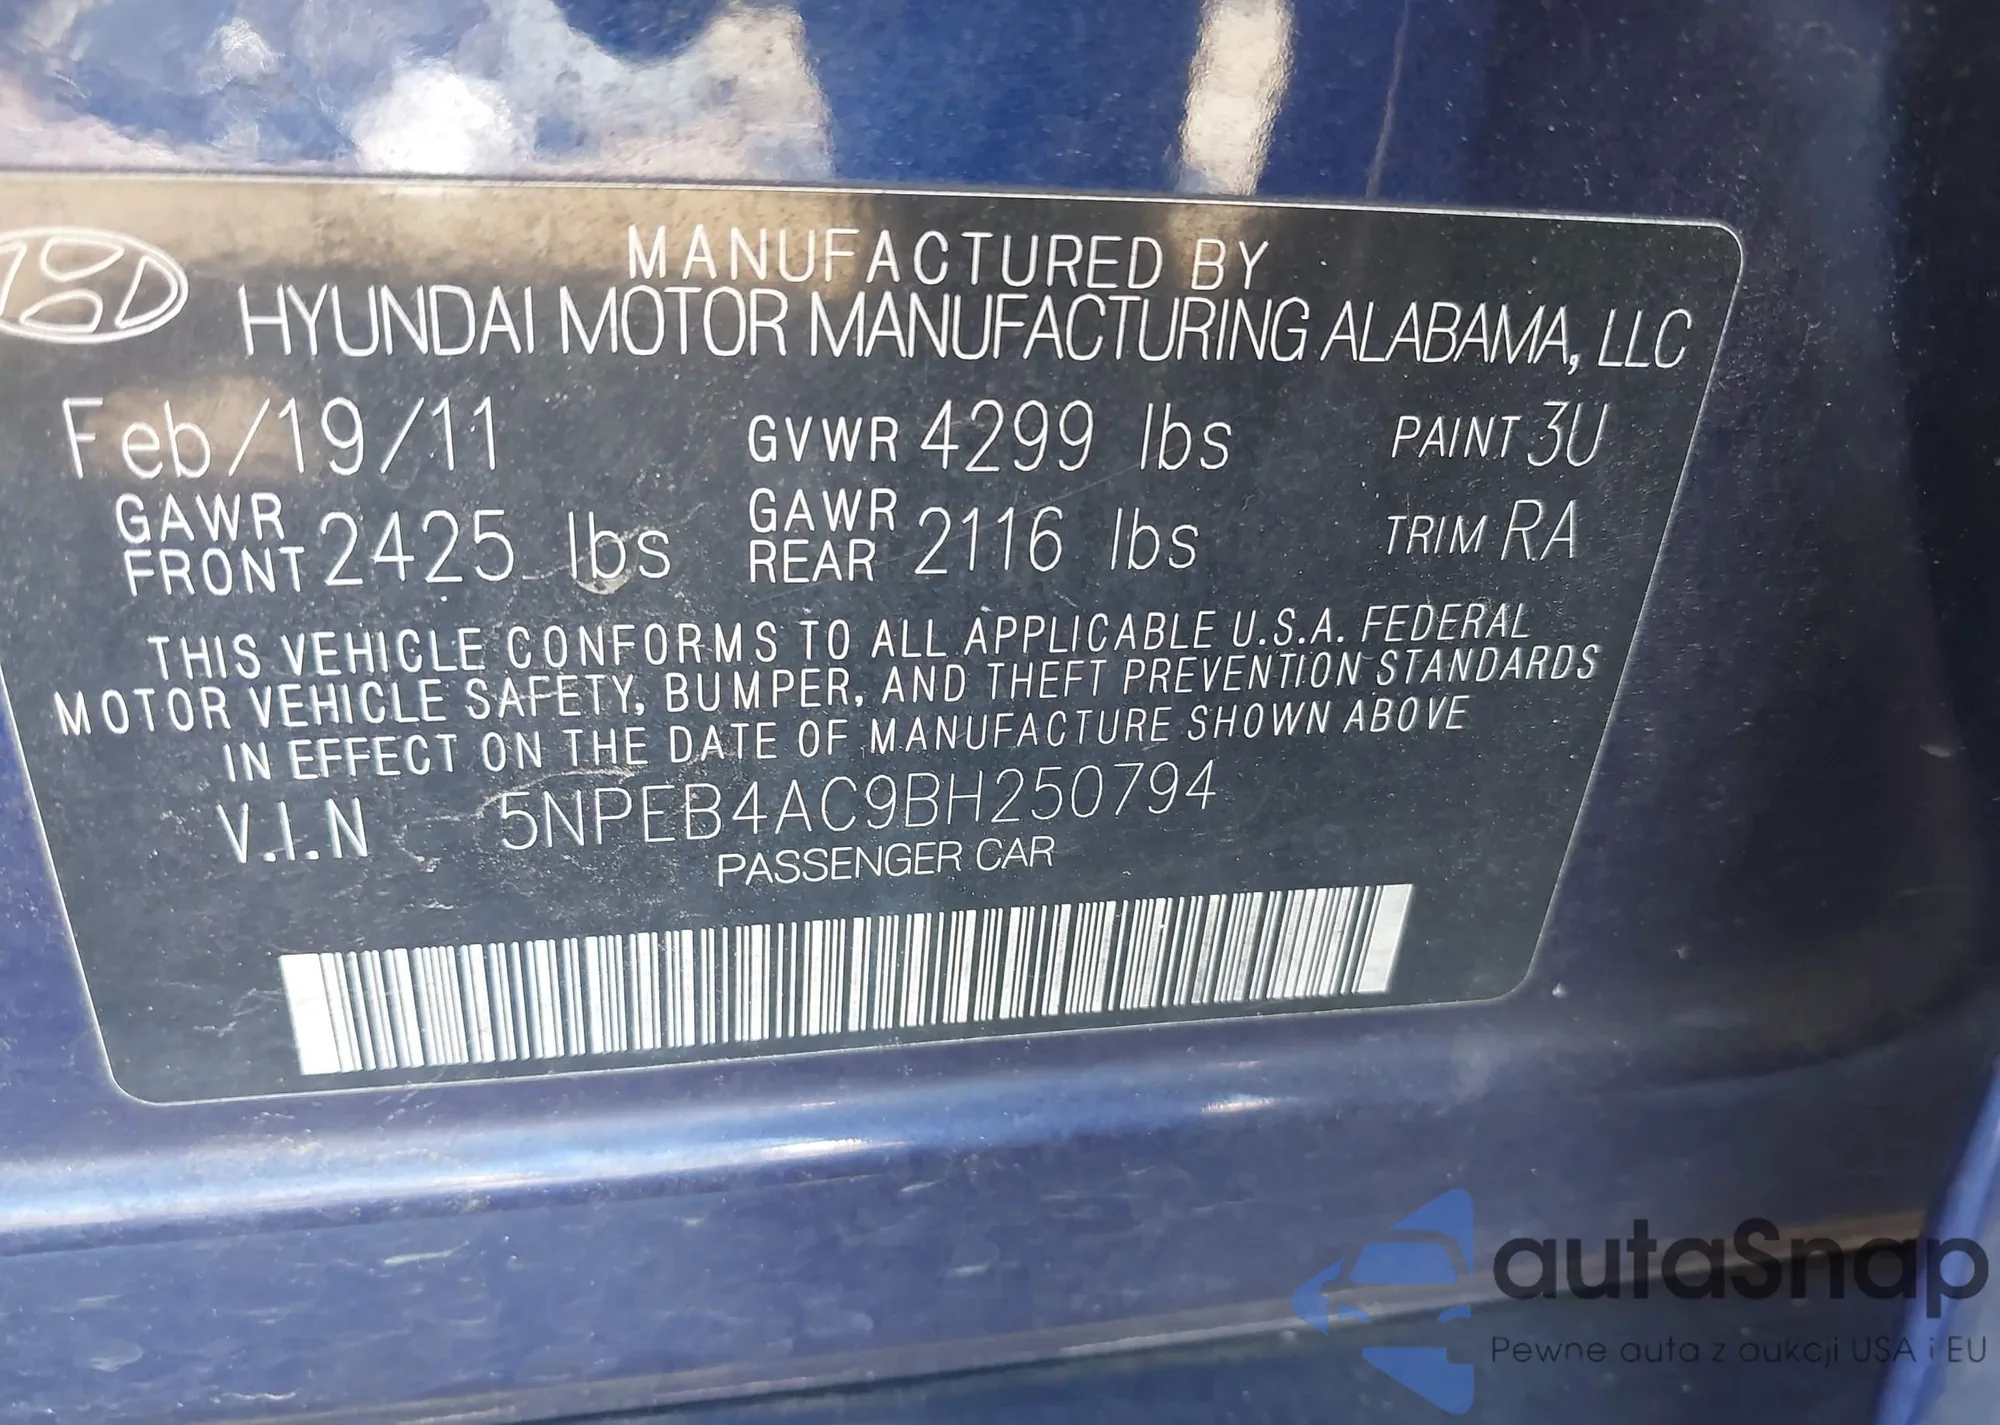 MANUFACTURED BY
HYUNDAI MOTOR MANUFACTURING ALABAMA, LLC
Feb/19/11 GVWR 4299 lbs PAINT 3U
GAWR FRONT 2425 lbs GAWR REAR 2116 lbs TRIM RA
THIS VEHICLE CONFORMS TO ALL APPLICABLE U.S.A. FEDERAL
MOTOR VEHICLE SAFETY, BUMPER, AND THEFT PREVENTION STANDARDS
IN EFFECT ON THE DATE OF MANUFACTURE SHOWN ABOVE
V.I.N 5NPEB4AC9BH250794
PASSENGER CAR
autaSnap
Pewne auta z aukcji USA i EU